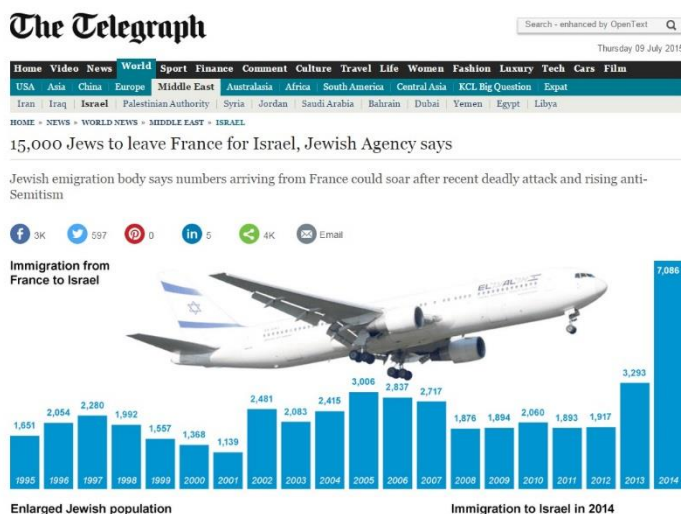 The Telegraph
Search - enhanced by OpenText
Thursday 09 July 2015
Home Video News World Sport Finance Comment Culture Travel Life Women Fashion Luxury Tech Cars Film
USA Asia China Europe Middle East Australasia Africa South America Central Asia KCL Big Question Expat
Iran Iraq Israel Palestinian Authority Syria Jordan Saudi Arabia Bahrain Dubai Yemen Egypt Libya
HOME » NEWS » WORLD NEWS » MIDDLE EAST » ISRAEL
15,000 Jews to leave France for Israel, Jewish Agency says
Jewish emigration body says numbers arriving from France could soar after recent deadly attack and rising anti-
Semitism
f 3K 597 0 in 5 4K Email
Immigration from
France to Israel
1,651 2,054 2,280 1,992 1,557 1,368 1,139 2,481 2,083 2,415 3,006 2,837 2,717 1,876 1,894 2,060 1,893 1,917 3,293 7,086
1995 1996 1997 1998 1999 2000 2001 2002 2003 2004 2005 2006 2007 2008 2009 2010 2011 2012 2013 2014
Enlarged Jewish population
Immigration to Israel in 2014